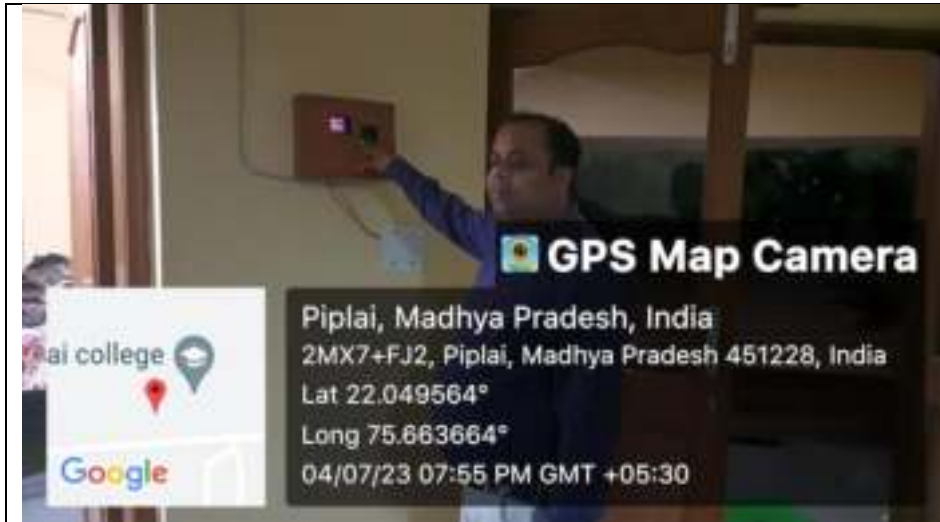 GPS Map Camera
Piplai, Madhya Pradesh, India
2MX7+FJ2, Piplai, Madhya Pradesh 451228, India
Lat 22.049564°
Long 75.663664°
04/07/23 07:55 PM GMT +05:30
ai college
Google